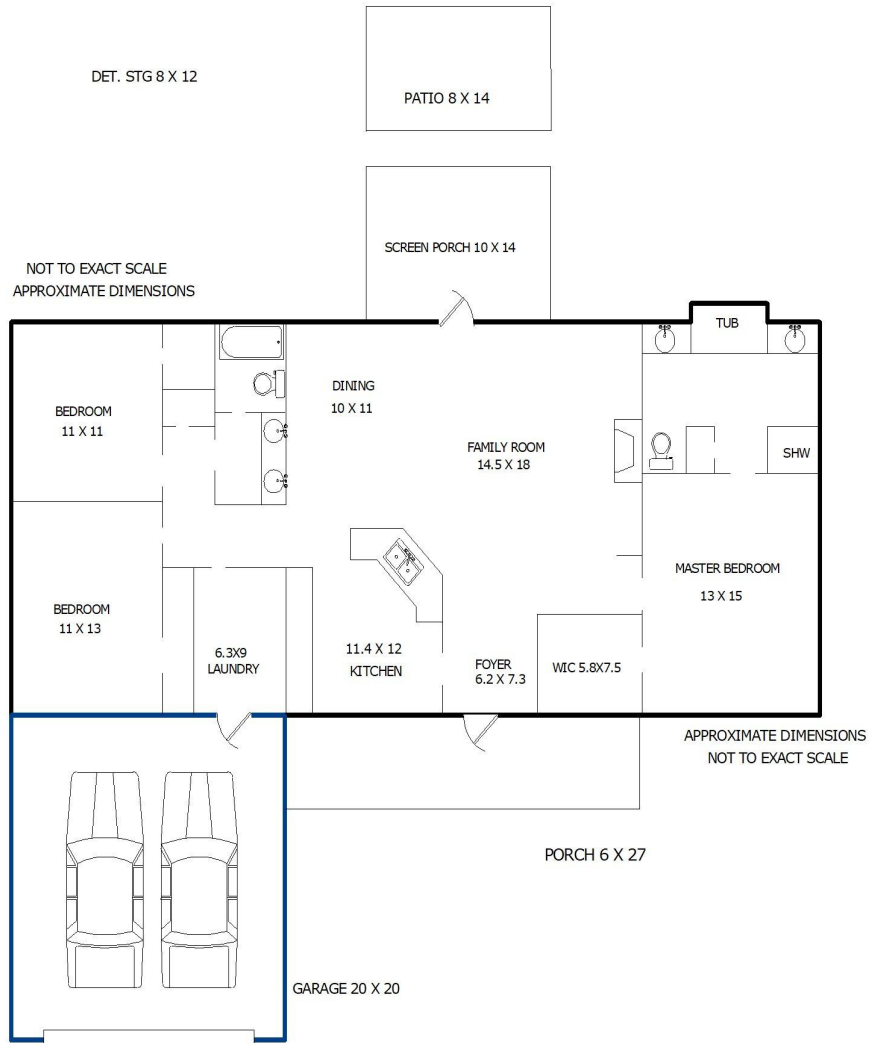 DET. STG 8 X 12
PATIO 8 X 14
SCREEN PORCH 10 X 14
NOT TO EXACT SCALE
APPROXIMATE DIMENSIONS
TUB
DINING
10 X 11
BEDROOM
11 X 11
FAMILY ROOM
14.5 X 18
SHW
MASTER BEDROOM
13 X 15
BEDROOM
11 X 13
6.3X9
LAUNDRY
11.4 X 12
KITCHEN
FOYER
6.2 X 7.3
WIC 5.8X7.5
APPROXIMATE DIMENSIONS
NOT TO EXACT SCALE
PORCH 6 X 27
GARAGE 20 X 20